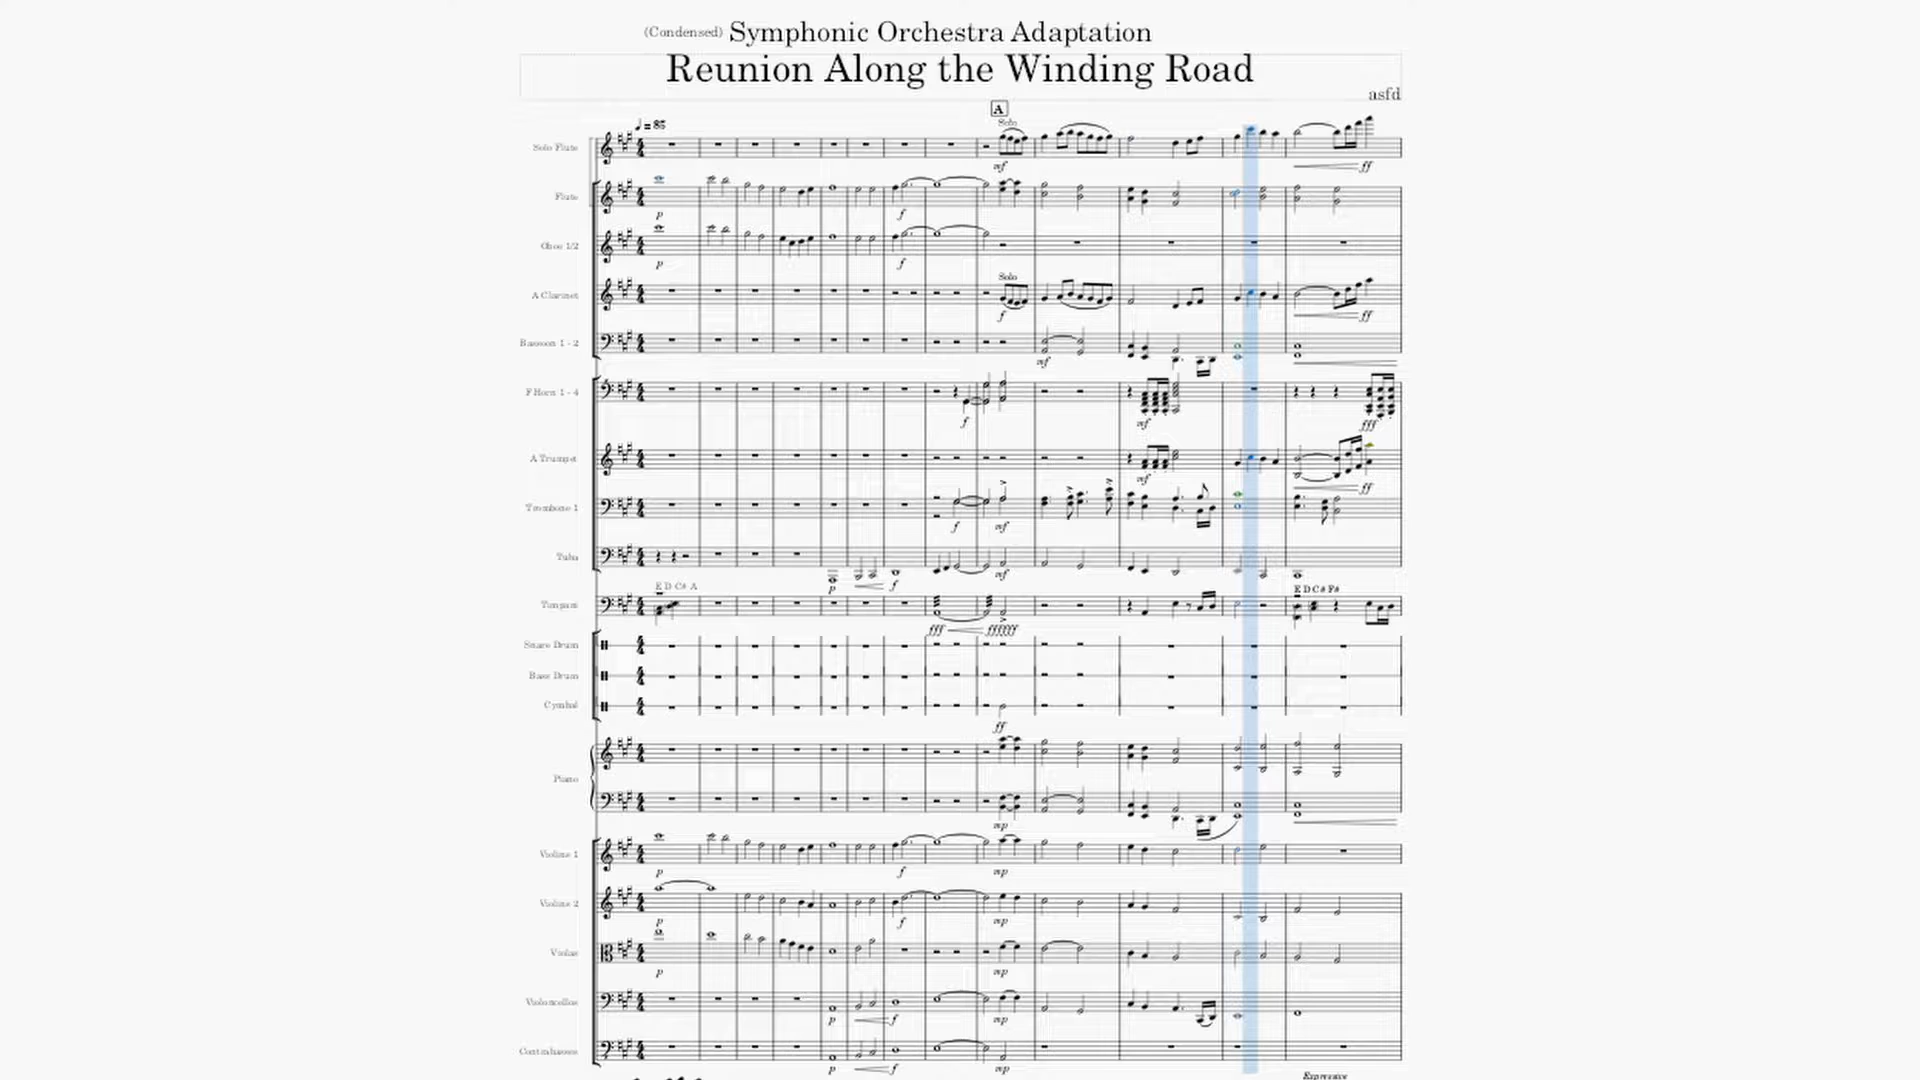 (Condensed) Symphonic Orchestra Adaptation
Reunion Along the Winding Road
asfd
A
♩ = 85
Solo
Solo Flute
mf
ff
Flute
p
f
Oboe 1/2
p
f
Solo
A Clarinet
f
ff
Bassoon 1 - 2
mf
F Horn 1 - 4
f
mf
fff
A Trumpet
mf
ff
Trombone 1
f
mf
Tuba
p
f
mf
E D C# A
E D C# F#
Timpani
fff
ffffff
Snare Drum
Bass Drum
Cymbal
ff
Piano
mp
Violins 1
p
f
mp
Violins 2
p
f
mp
Violas
p
mp
Violoncellos
p
f
mp
Contrabasses
p
f
mp
Expressive